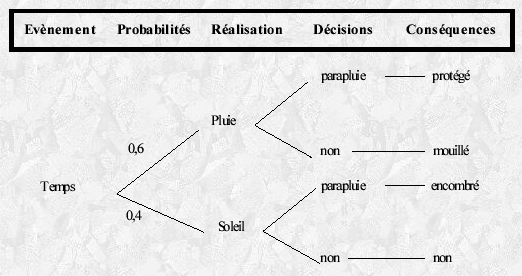 Evènement Probabilités Réalisation Décisions Conséquences
parapluie protégé
Pluie
0,6
non mouillé
Temps
parapluie encombré
0,4
Soleil
non non